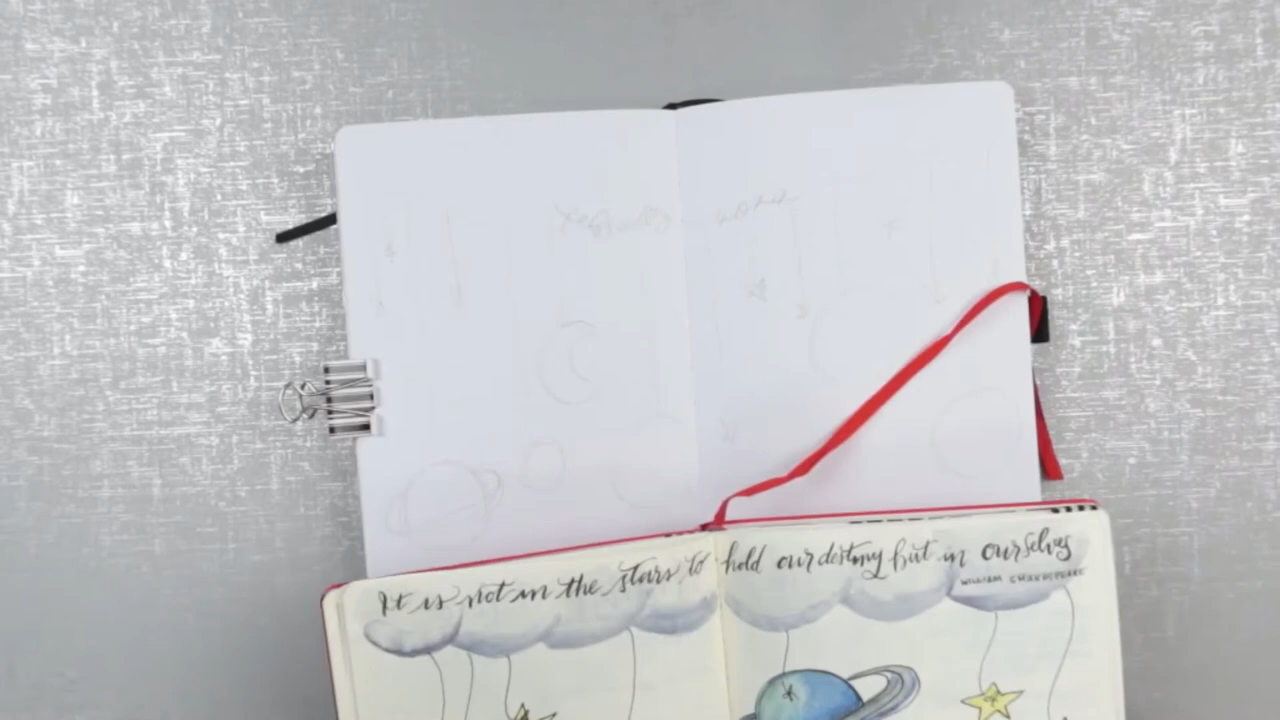 It is not in the stars to hold our destiny but in ourselves
WILLIAM SHAKESPEARE